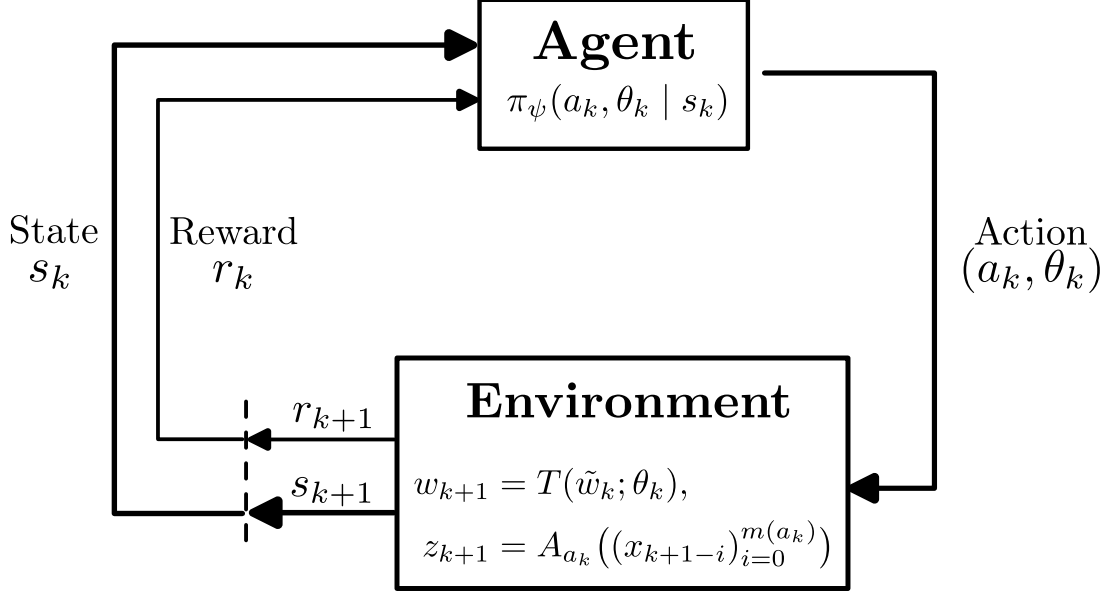 Agent
π_ψ(a_k, θ_k | s_k)
State
s_k
Reward
r_k
Action
(a_k, θ_k)
Environment
r_{k+1}
s_{k+1}
w_{k+1} = T(w̃_k; θ_k),
z_{k+1} = A_{a_k}((x_{k+1−i})_{i=0}^{m(a_k)})